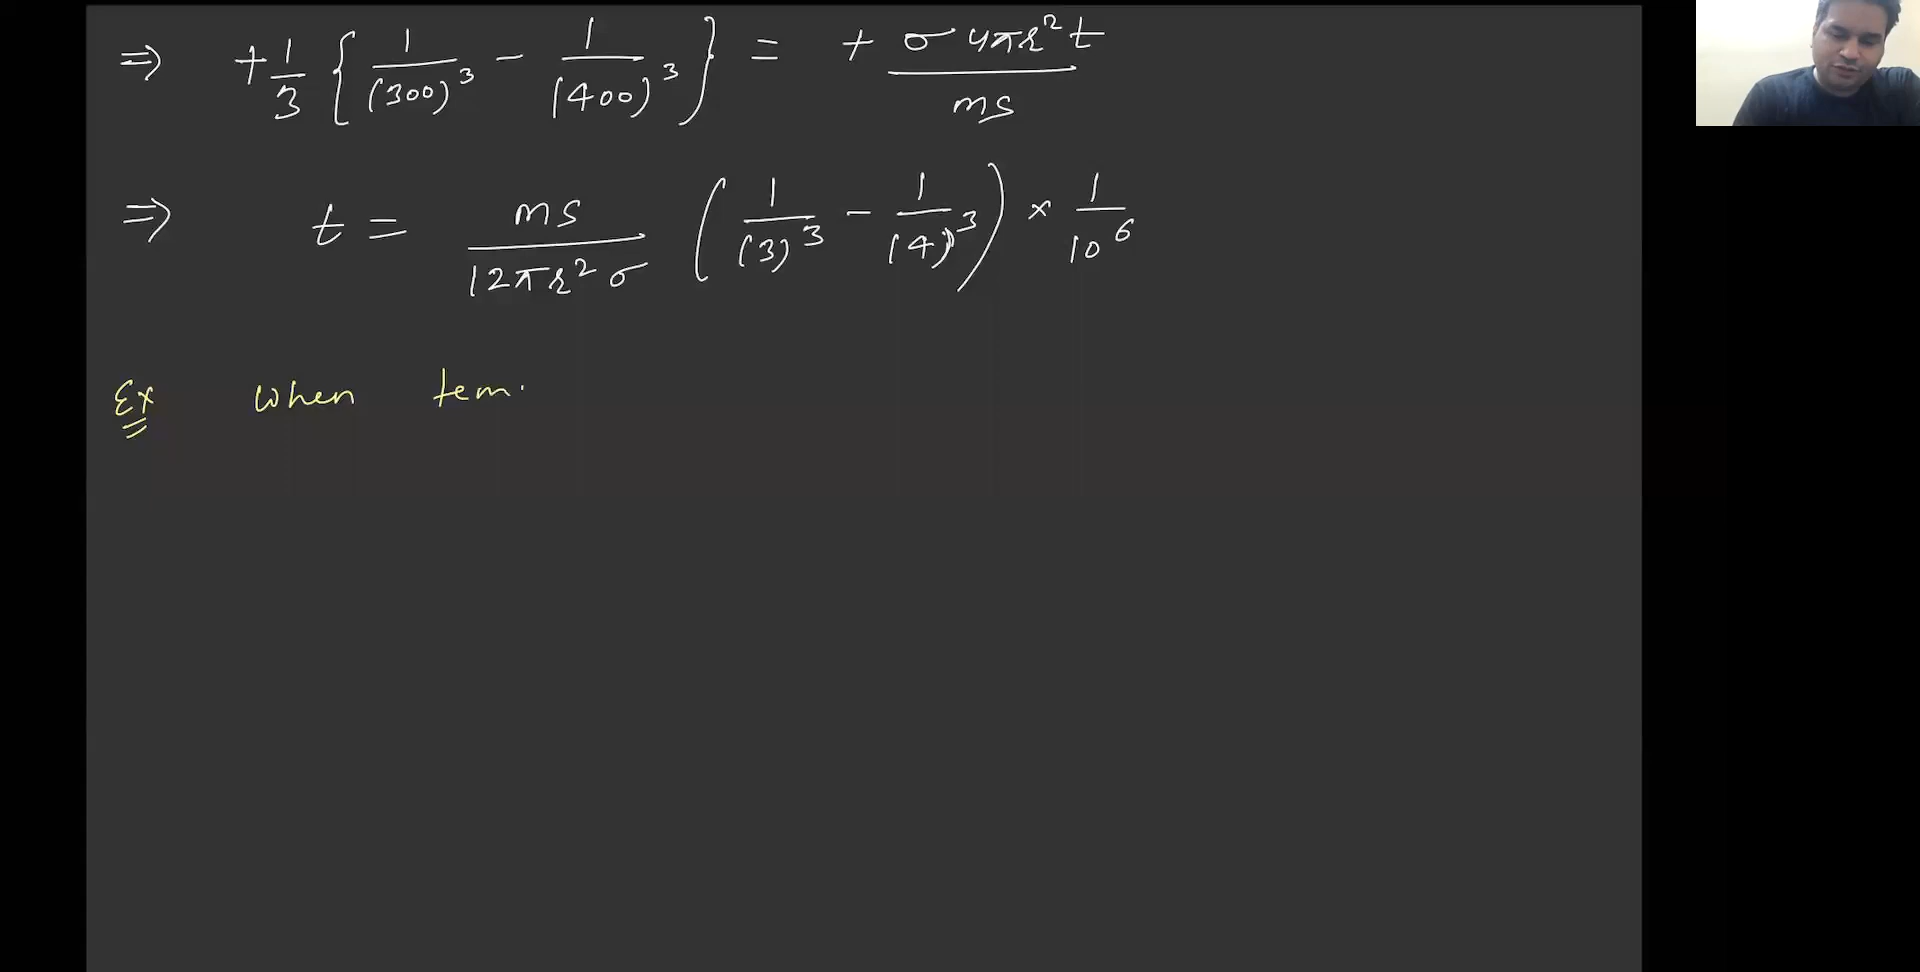 ⇒ +1/3 { 1/(300)³ - 1/(400)³ } = + σ 4πr²t / ms
⇒ t = ms / 12πr²σ ( 1/(3)³ - 1/(4)³ ) × 1/10⁶
Ex When tem.